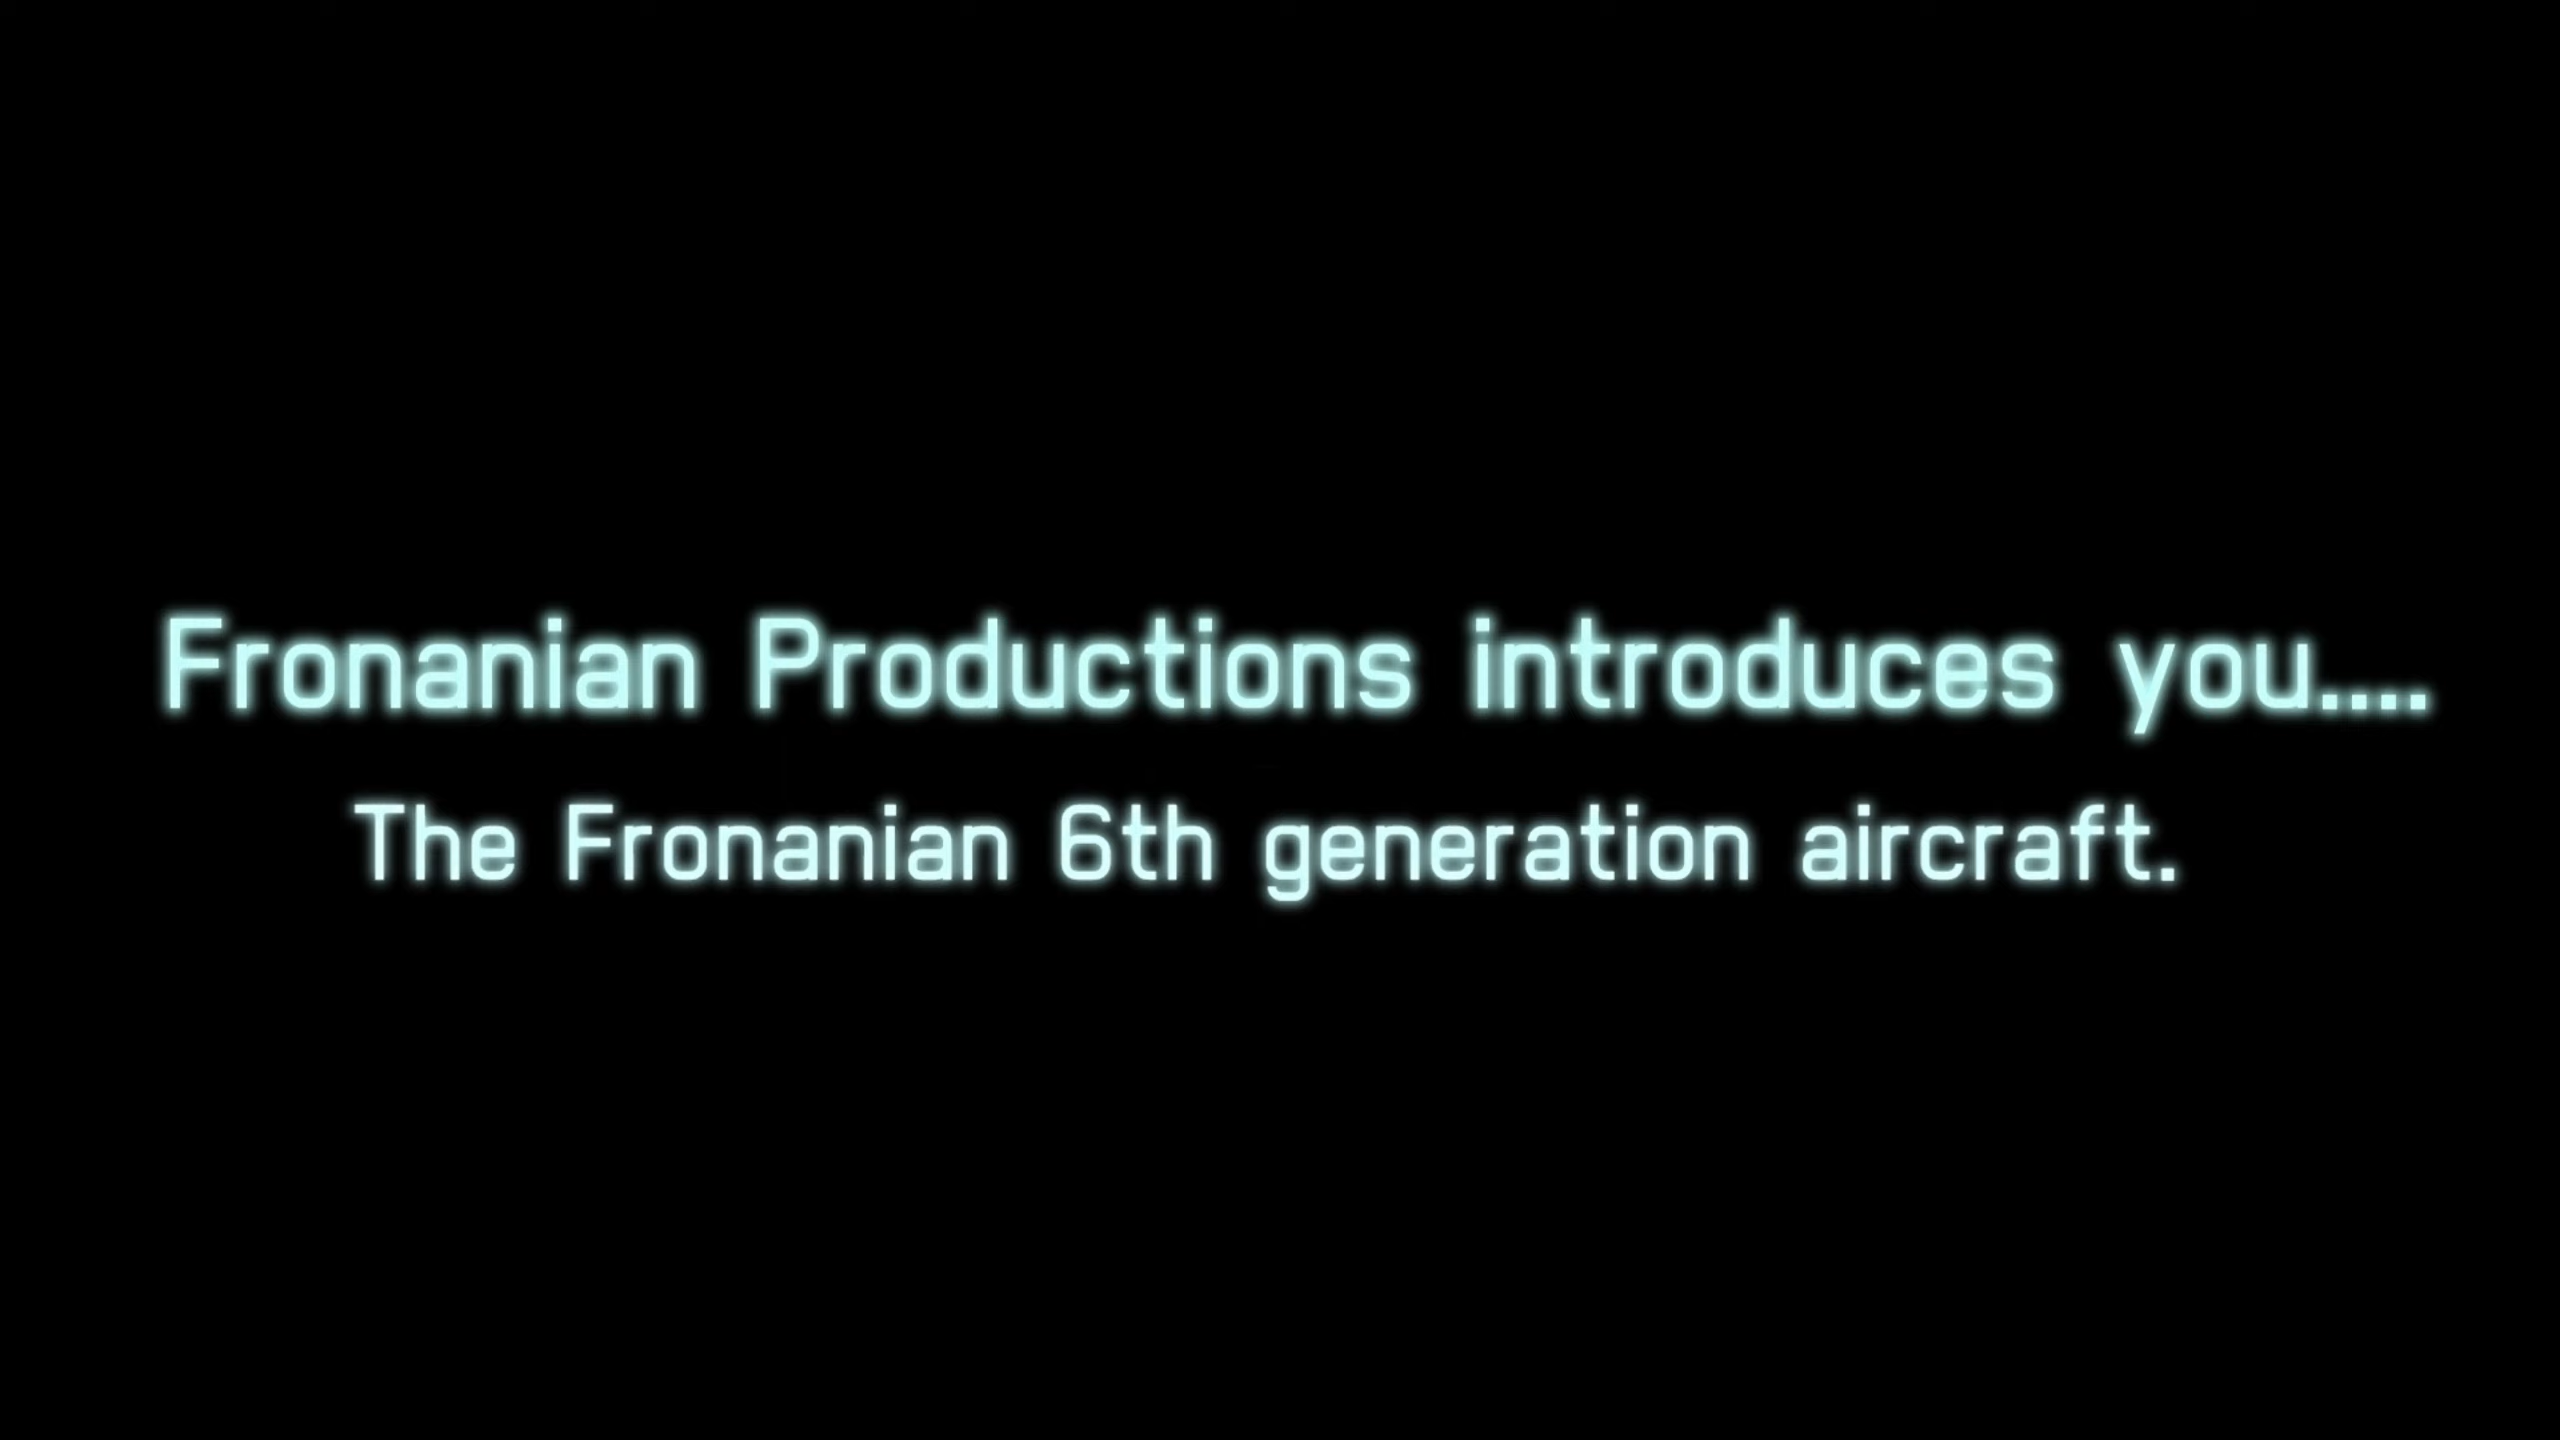 Fronanian Productions introduces you....
The Fronanian 6th generation aircraft.